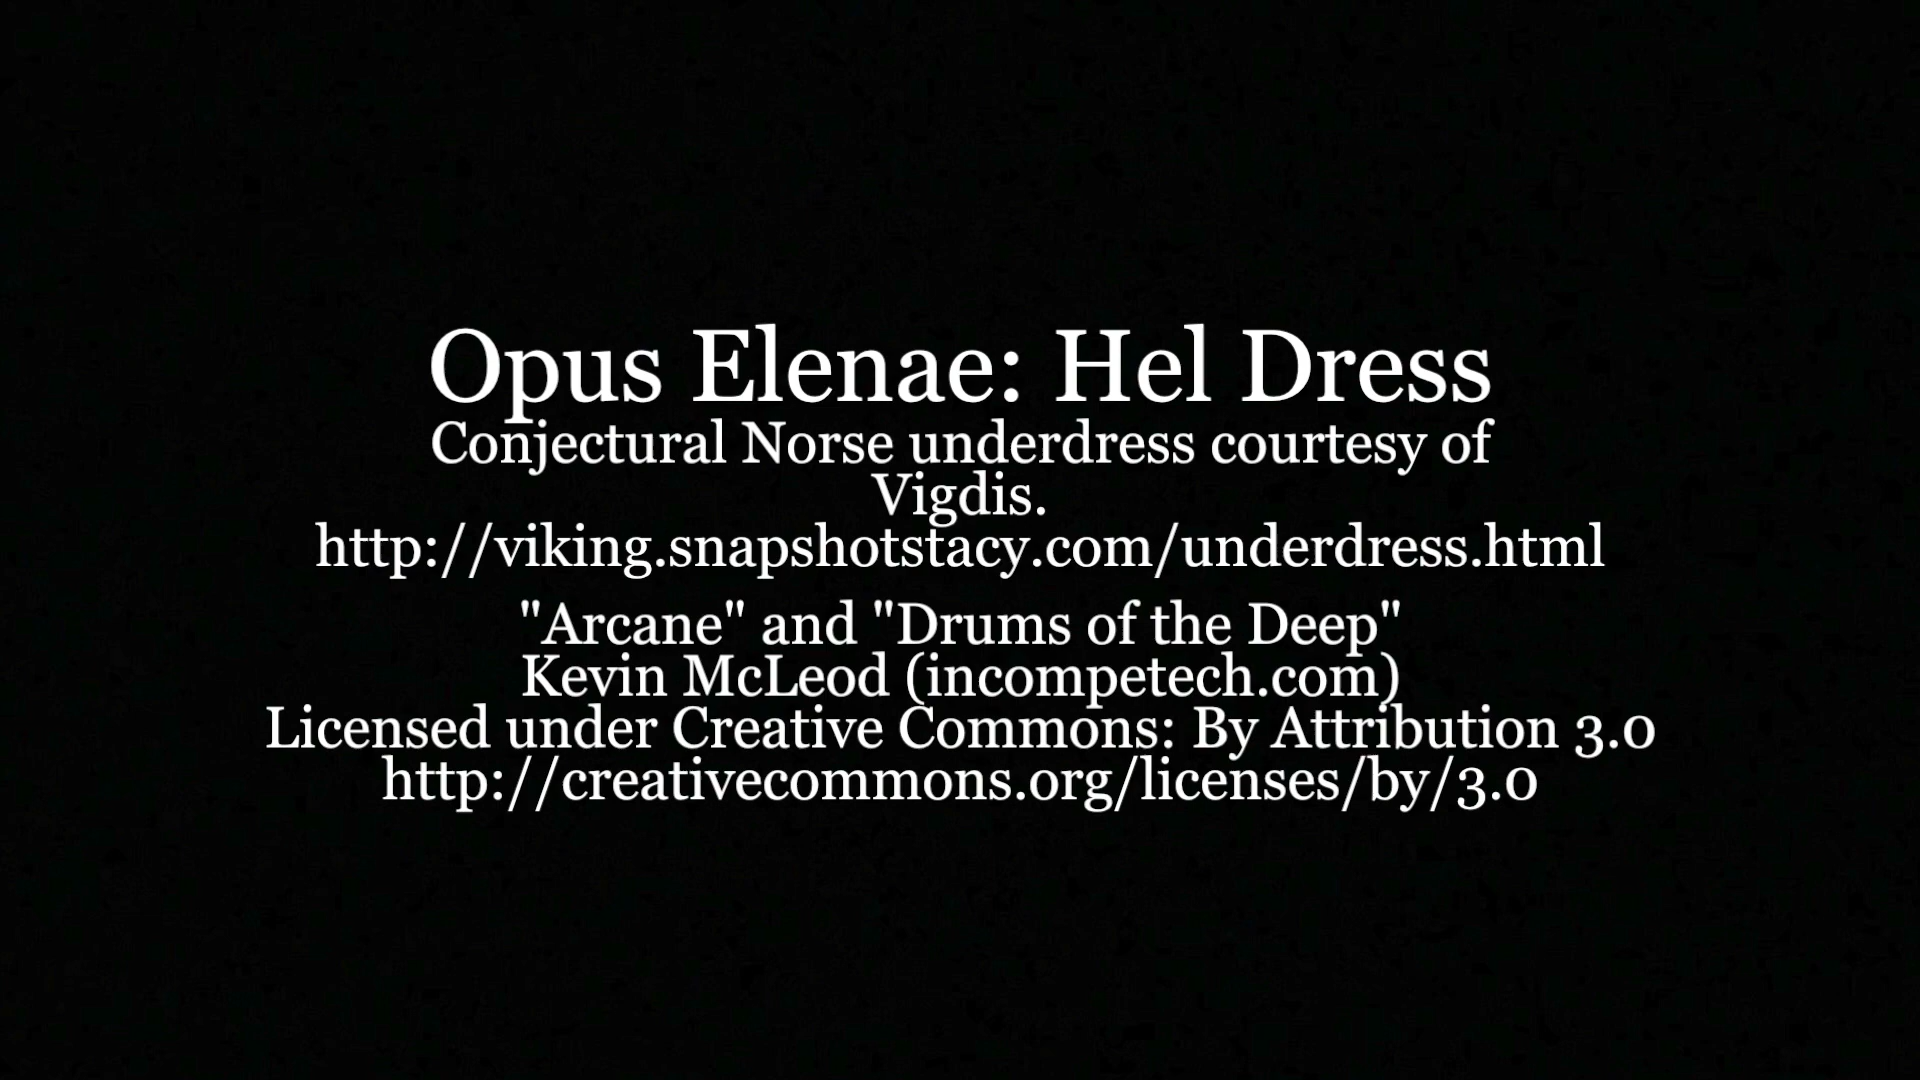 Opus Elenae: Hel Dress
Conjectural Norse underdress courtesy of
Vigdis.
http://viking.snapshotstacy.com/underdress.html
"Arcane" and "Drums of the Deep"
Kevin McLeod (incompetech.com)
Licensed under Creative Commons: By Attribution 3.0
http://creativecommons.org/licenses/by/3.0